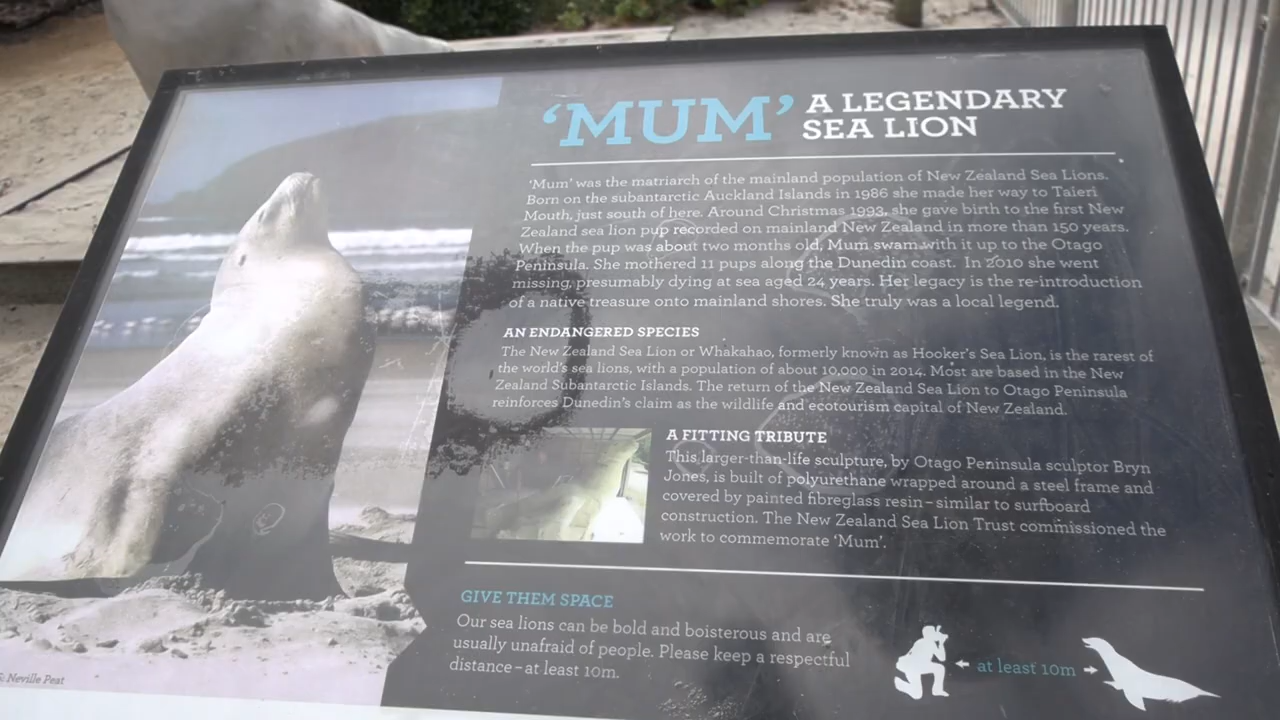 'MUM' A LEGENDARY
SEA LION
'Mum' was the matriarch of the mainland population of New Zealand Sea Lions.
Born on the subantarctic Auckland Islands in 1986 she made her way to Taieri
Mouth, just south of here. Around Christmas 1993, she gave birth to the first New
Zealand sea lion pup recorded on mainland New Zealand in more than 150 years.
When the pup was about two months old, Mum swam with it up to the Otago
Peninsula. She mothered 11 pups along the Dunedin coast. In 2010 she went
missing, presumably dying at sea aged 24 years. Her legacy is the re-introduction
of a native treasure onto mainland shores. She truly was a local legend.
AN ENDANGERED SPECIES
The New Zealand Sea Lion or Whakahao, formerly known as Hooker's Sea Lion, is the rarest of
the world's sea lions, with a population of about 10,000 in 2014. Most are based in the New
Zealand Subantarctic Islands. The return of the New Zealand Sea Lion to Otago Peninsula
reinforces Dunedin's claim as the wildlife and ecotourism capital of New Zealand.
A FITTING TRIBUTE
This larger-than-life sculpture, by Otago Peninsula sculptor Bryn
Jones, is built of polyurethane wrapped around a steel frame and
covered by painted fibreglass resin – similar to surfboard
construction. The New Zealand Sea Lion Trust commissioned the
work to commemorate 'Mum'.
GIVE THEM SPACE
Our sea lions can be bold and boisterous and are
usually unafraid of people. Please keep a respectful
distance – at least 10m.
at least 10m
: Neville Peat